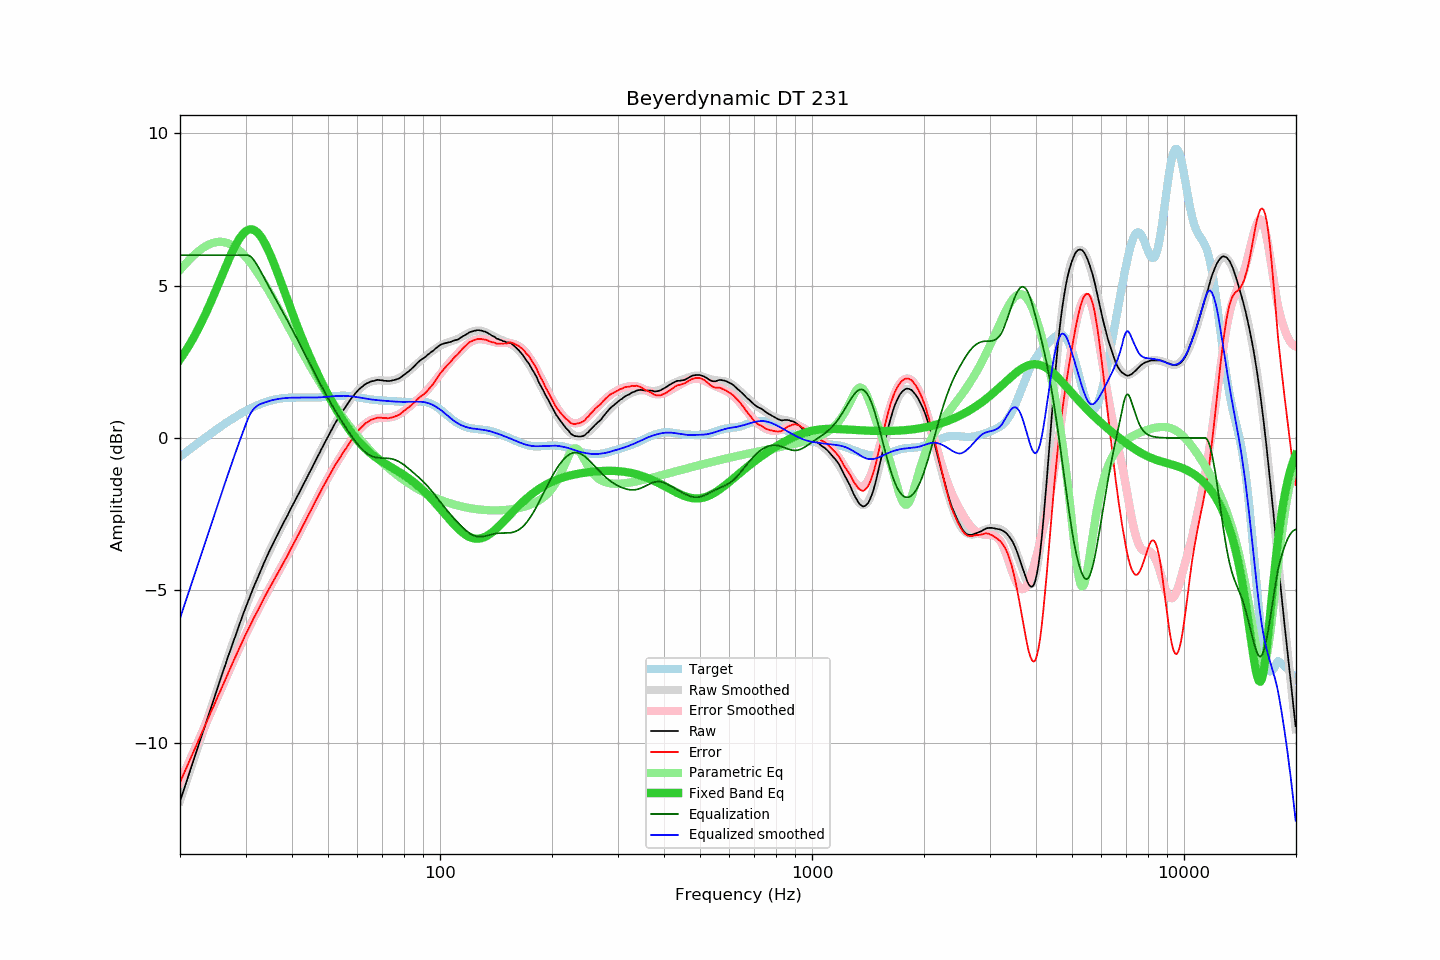 Beyerdynamic DT 231
10
5
0
−5
−10
Amplitude (dBr)
100
1000
10000
Frequency (Hz)
Target
Raw Smoothed
Error Smoothed
Raw
Error
Parametric Eq
Fixed Band Eq
Equalization
Equalized smoothed